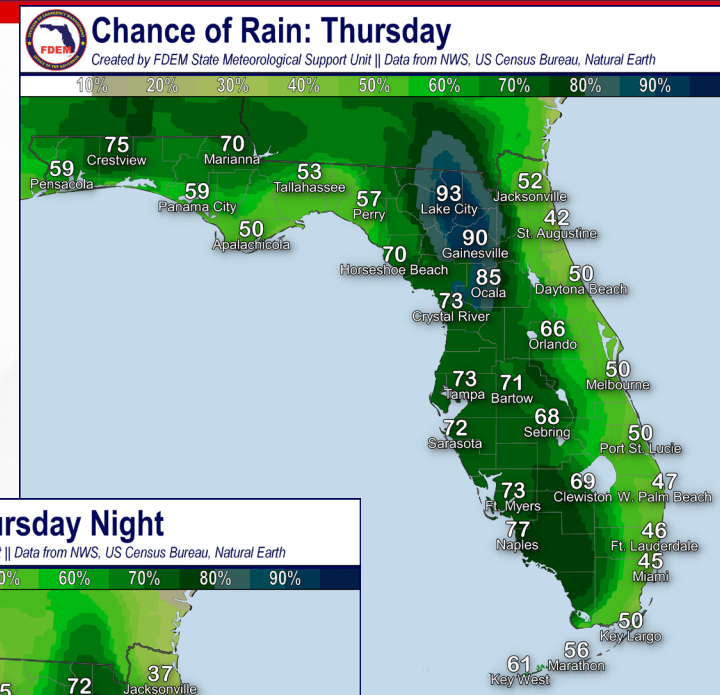 Chance of Rain: Thursday
FDEM
Created by FDEM State Meteorological Support Unit || Data from NWS, US Census Bureau, Natural Earth
10% 20% 30% 40% 50% 60% 70% 80% 90%
75
Crestview
70
Marianna
59
Pensacola
53
Tallahassee
59
Panama City
57
Perry
50
Apalachicola
93
Lake City
52
Jacksonville
42
St. Augustine
90
Gainesville
70
Horseshoe Beach
85
Ocala
50
Daytona Beach
73
Crystal River
66
Orlando
73
Tampa
71
Bartow
50
Melbourne
68
Sebring
72
Sarasota
50
Port St. Lucie
73
Ft. Myers
69
Clewiston
47
W. Palm Beach
77
Naples
46
Ft. Lauderdale
45
Miami
50
Key Largo
56
Marathon
61
Key West
ursday Night
|| Data from NWS, US Census Bureau, Natural Earth
0% 60% 70% 80% 90%
37
Jacksonville
72
5